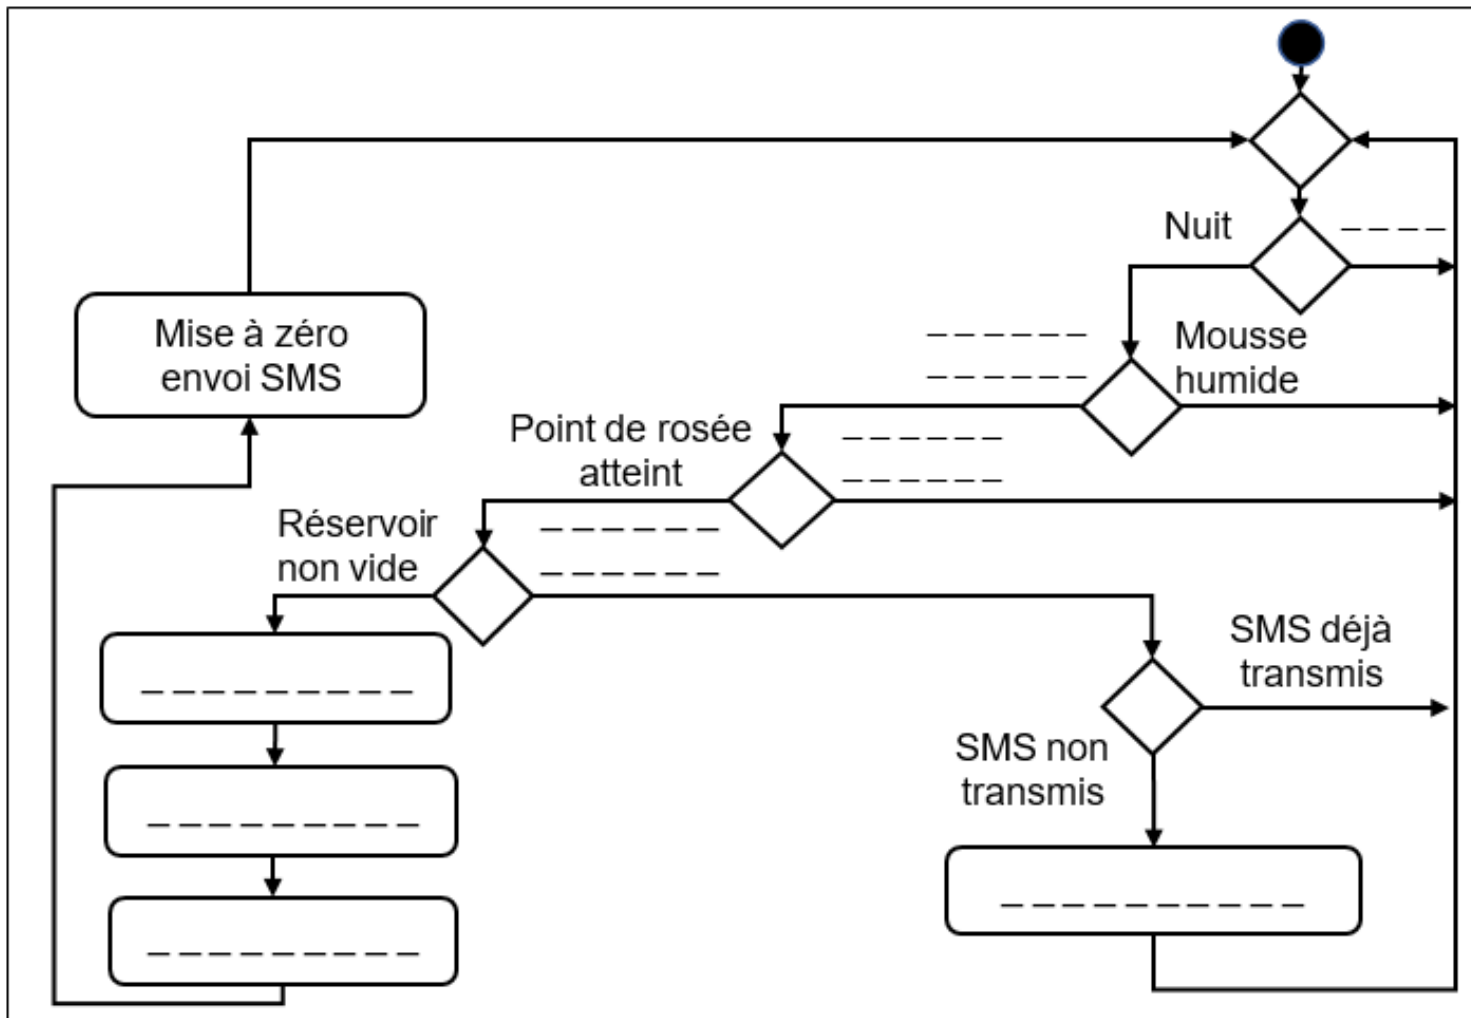 Nuit
_ _ _ _
Mise à zéro
envoi SMS
_ _ _ _ _ _
_ _ _ _ _ _
Mousse
humide
Point de rosée
atteint
_ _ _ _ _ _
_ _ _ _ _ _
Réservoir
non vide
_ _ _ _ _ _
_ _ _ _ _ _
_ _ _ _ _ _ _ _ _
_ _ _ _ _ _ _ _ _
_ _ _ _ _ _ _ _ _
SMS déjà
transmis
SMS non
transmis
_ _ _ _ _ _ _ _ _ _